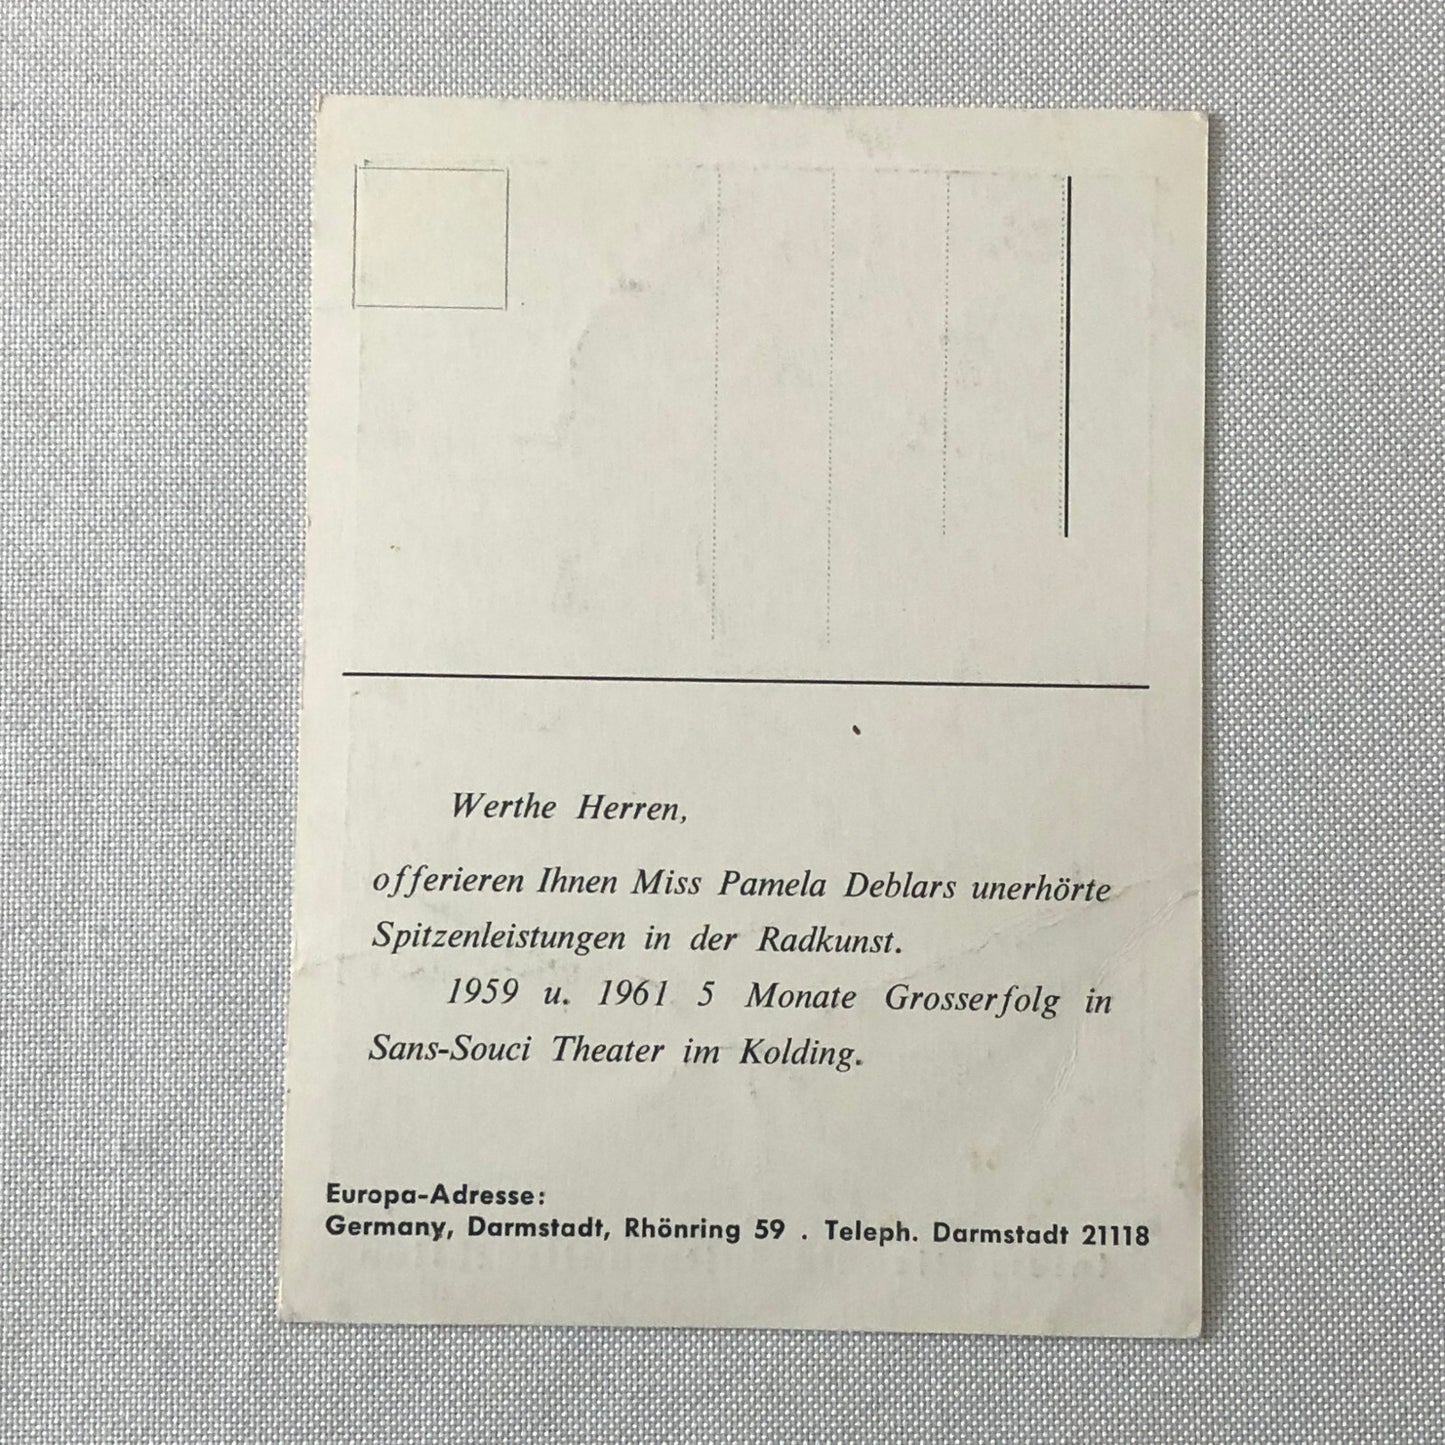 Werthe Herren,
offerieren Ihnen Miss Pamela Deblars unerhörte
Spitzenleistungen in der Radkunst.
1959 u. 1961 5 Monate Grosserfolg in
Sans-Souci Theater im Kolding.
Europa-Adresse:
Germany, Darmstadt, Rhönring 59 . Teleph. Darmstadt 21118